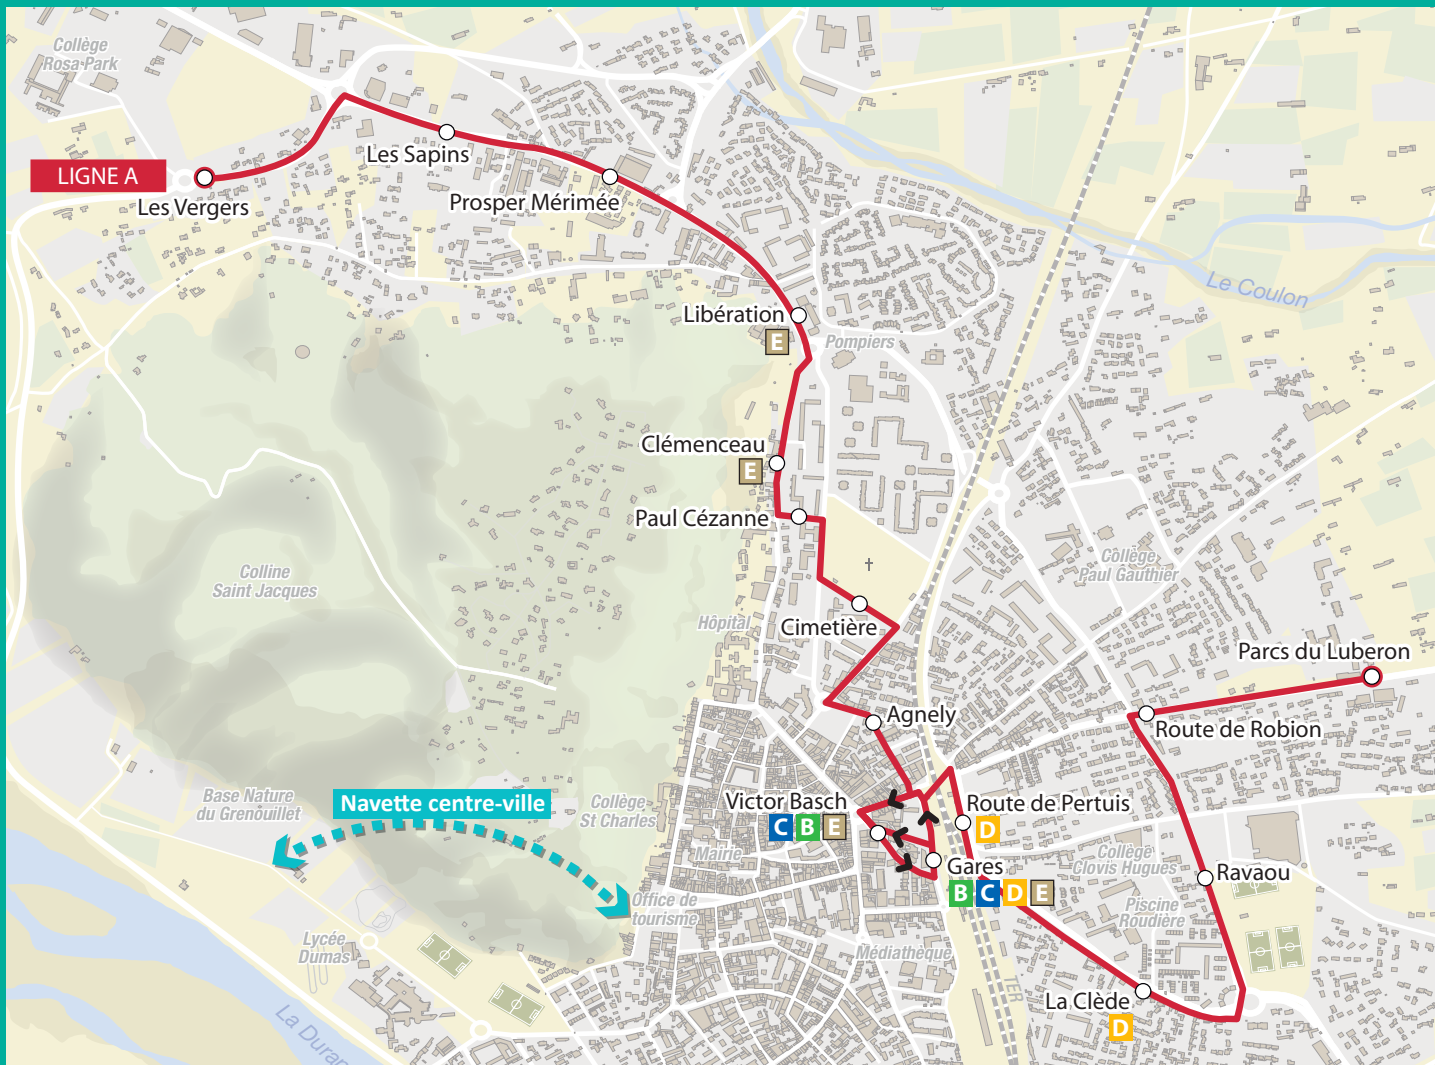 Collège
Rosa-Park
Les Sapins
LIGNE A
Les Vergers
Prosper Mérimée
Le Coulon
Libération
E
Pompiers
Clémenceau
E
Paul Cézanne
Collège
Paul Gauthier
Colline
Saint Jacques
Hôpital
Cimetière
Parcs du Luberon
Agnely
Route de Robion
Base Nature
du Grenouillet
Navette centre-ville
Collège
St Charles
Victor Basch
C B E
Route de Pertuis
D
Mairie
Gares
B C D E
Collège
Clovis Hugues
Ravaou
Office de
tourisme
Piscine
Roudière
Lycée
Dumas
Médiathèque
TER
La Clède
D
La Duran